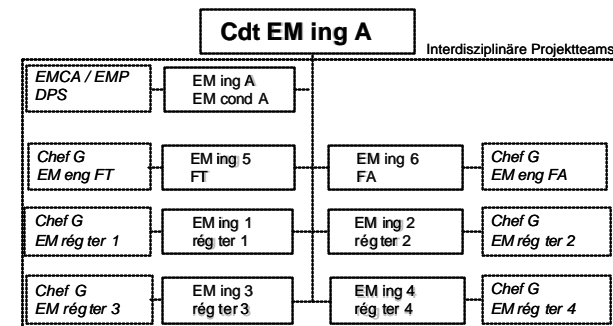 Cdt EM ing A
Interdisziplinäre Projektteams
EMCA / EMP
DPS
EM ing A
EM cond A
Chef G
EM eng FT
EM ing 5
FT
EM ing 6
FA
Chef G
EM eng FA
Chef G
EM rég ter 1
EM ing 1
rég ter 1
EM ing 2
rég ter 2
Chef G
EM rég ter 2
Chef G
EM rég ter 3
EM ing 3
rég ter 3
EM ing 4
rég ter 4
Chef G
EM rég ter 4